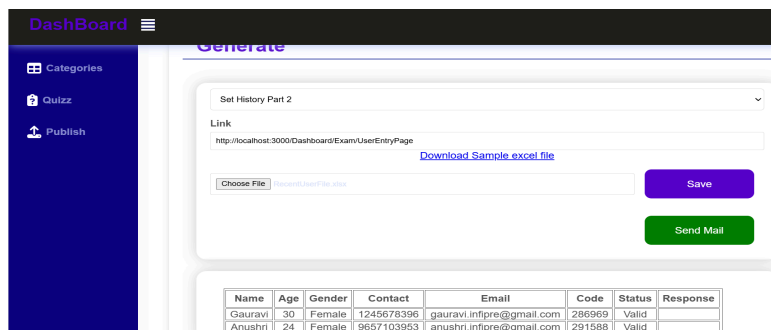 DashBoard
Generate
Categories
Quizz
Publish
Set History Part 2
Link
http://localhost:3000/Dashboard/Exam/UserEntryPage
Download Sample excel file
Choose File RecentUserFile.xlsx
Save
Send Mail
Name Age Gender Contact Email Code Status Response
Gauravi 30 Female 1245678396 gauravi.infipre@gmail.com 286969 Valid
Anushri 24 Female 9657103953 anushri.infipre@gmail.com 291588 Valid